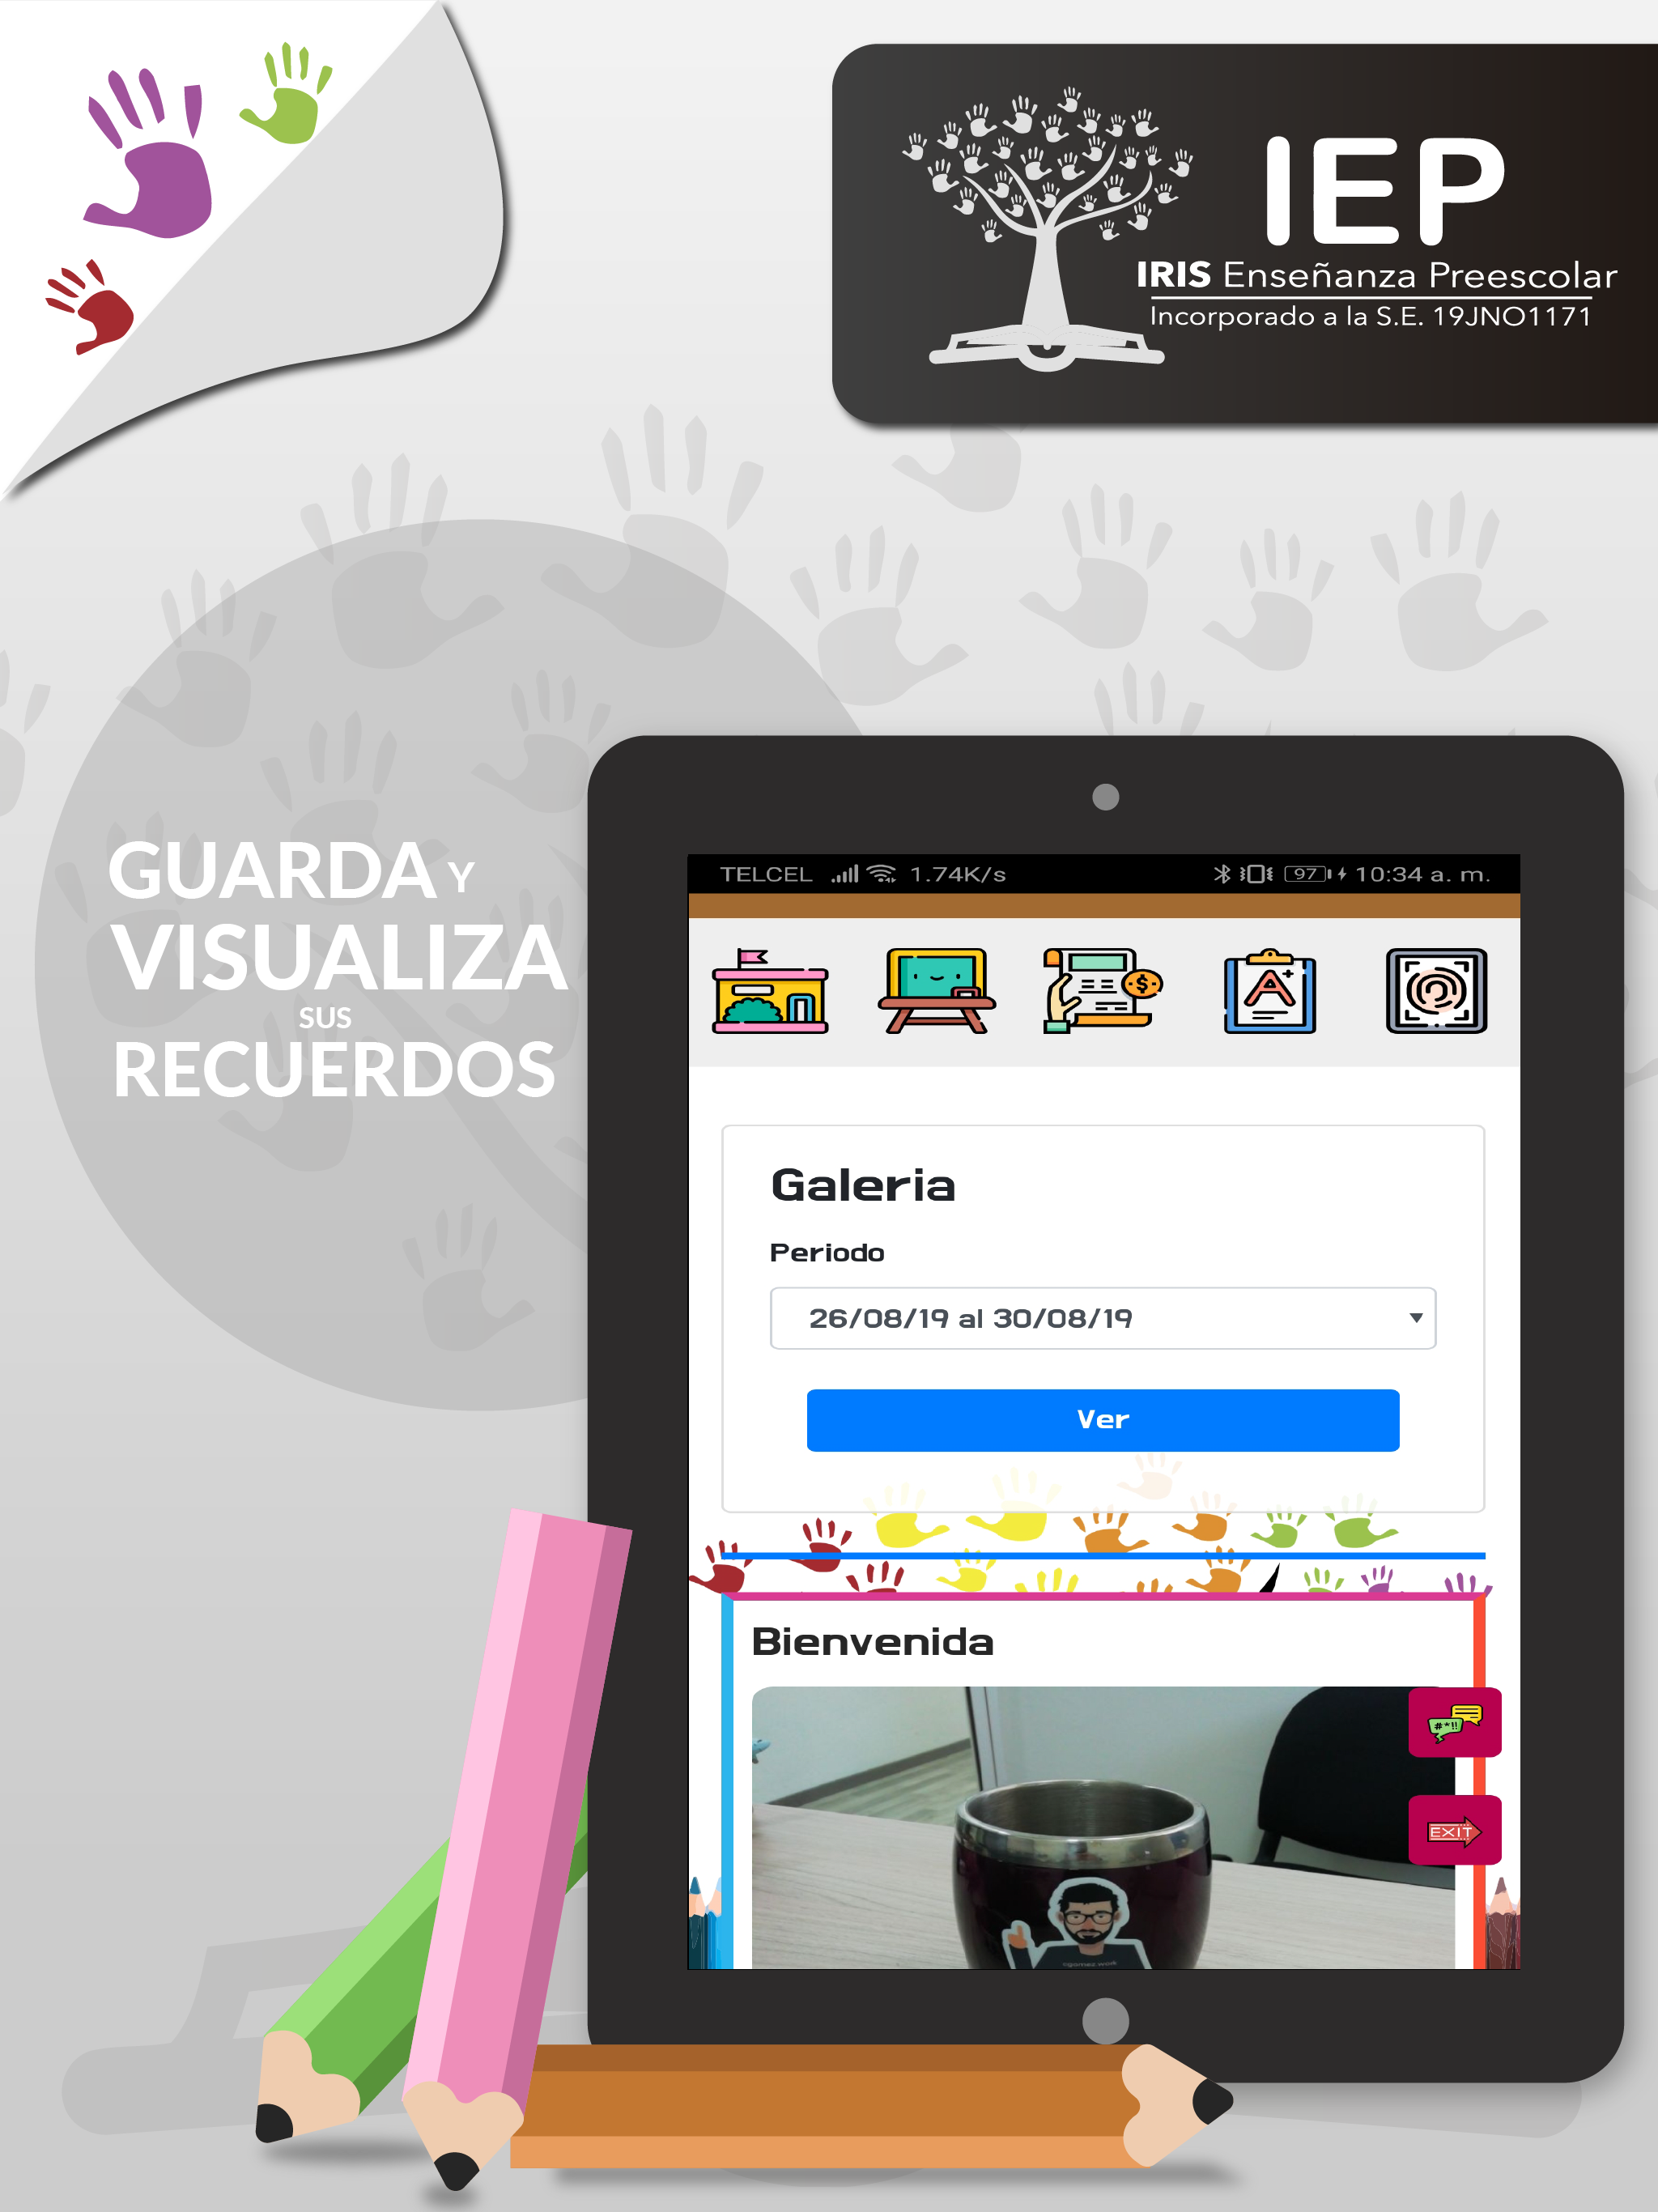 IEP
IRIS Enseñanza Preescolar
Incorporado a la S.E. 19JNO1171
GUARDA Y
VISUALIZA
SUS
RECUERDOS
TELCEL 1.74K/s 97 10:34 a. m.
A+
$
Galeria
Periodo
26/08/19 al 30/08/19
Ver
Bienvenida
#*!!
EXIT